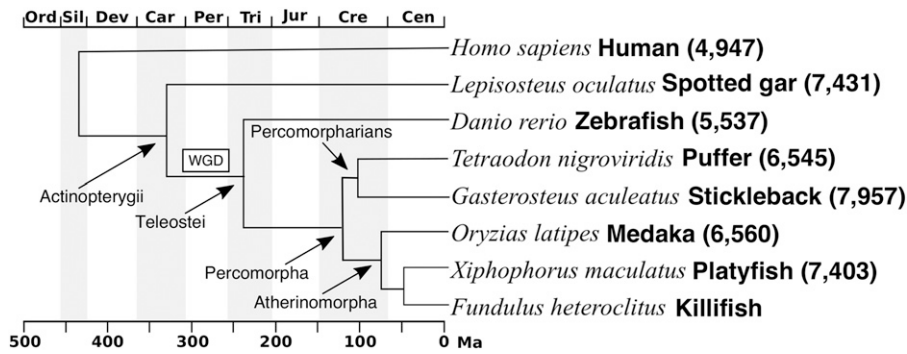 Ord Sil Dev Car Per Tri Jur Cre Cen
Homo sapiens Human (4,947)
Lepisosteus oculatus Spotted gar (7,431)
Danio rerio Zebrafish (5,537)
Percomorpharians
Tetraodon nigroviridis Puffer (6,545)
WGD
Actinopterygii
Gasterosteus aculeatus Stickleback (7,957)
Teleostei
Oryzias latipes Medaka (6,560)
Percomorpha
Xiphophorus maculatus Platyfish (7,403)
Atherinomorpha
Fundulus heteroclitus Killifish
500 400 300 200 100 0 Ma